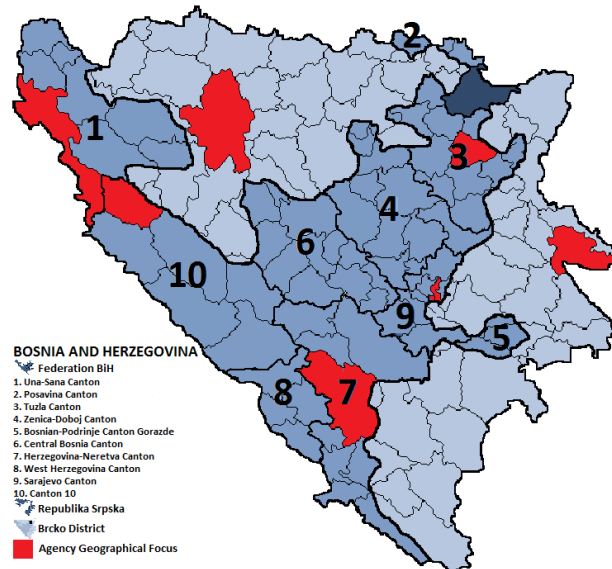 2
1
3
4
6
10
9
5
8
7
BOSNIA AND HERZEGOVINA
Federation BiH
1. Una-Sana Canton
2. Posavina Canton
3. Tuzla Canton
4. Zenica-Doboj Canton
5. Bosnian-Podrinje Canton Gorazde
6. Central Bosnia Canton
7. Herzegovina-Neretva Canton
8. West Herzegovina Canton
9. Sarajevo Canton
10. Canton 10
Republika Srpska
Brcko District
Agency Geographical Focus